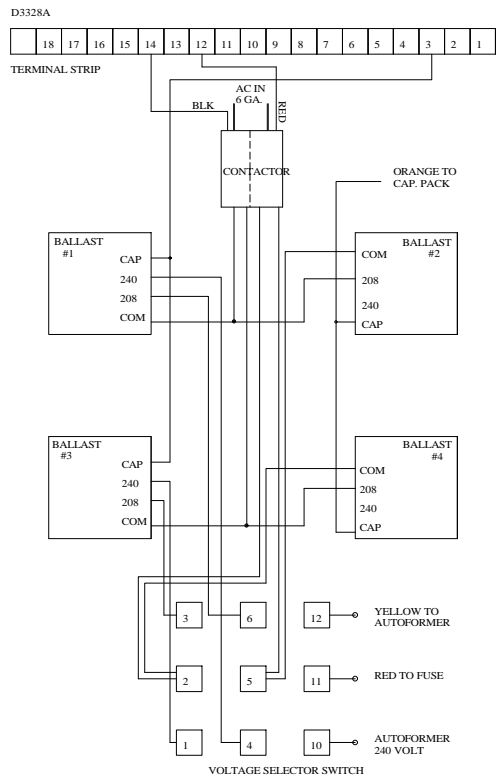 D3328A
18 17 16 15 14 13 12 11 10 9 8 7 6 5 4 3 2 1
TERMINAL STRIP
AC IN
6 GA.
BLK
RED
CONTACTOR
ORANGE TO
CAP. PACK
BALLAST
#1
CAP
240
208
COM
BALLAST
#2
COM
208
240
CAP
BALLAST
#3
CAP
240
208
COM
BALLAST
#4
COM
208
240
CAP
3 6 12
YELLOW TO
AUTOFORMER
2 5 11
RED TO FUSE
1 4 10
AUTOFORMER
240 VOLT
VOLTAGE SELECTOR SWITCH